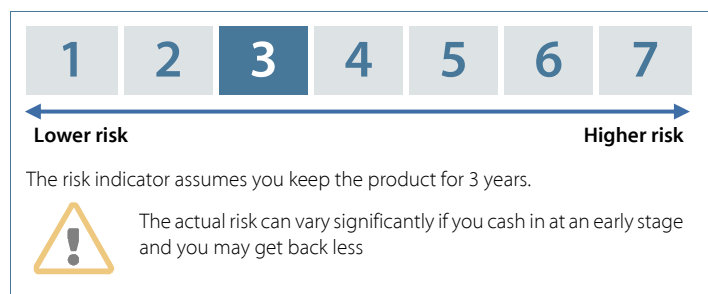 1 2 3 4 5 6 7
Lower risk Higher risk
The risk indicator assumes you keep the product for 3 years.
The actual risk can vary significantly if you cash in at an early stage
and you may get back less